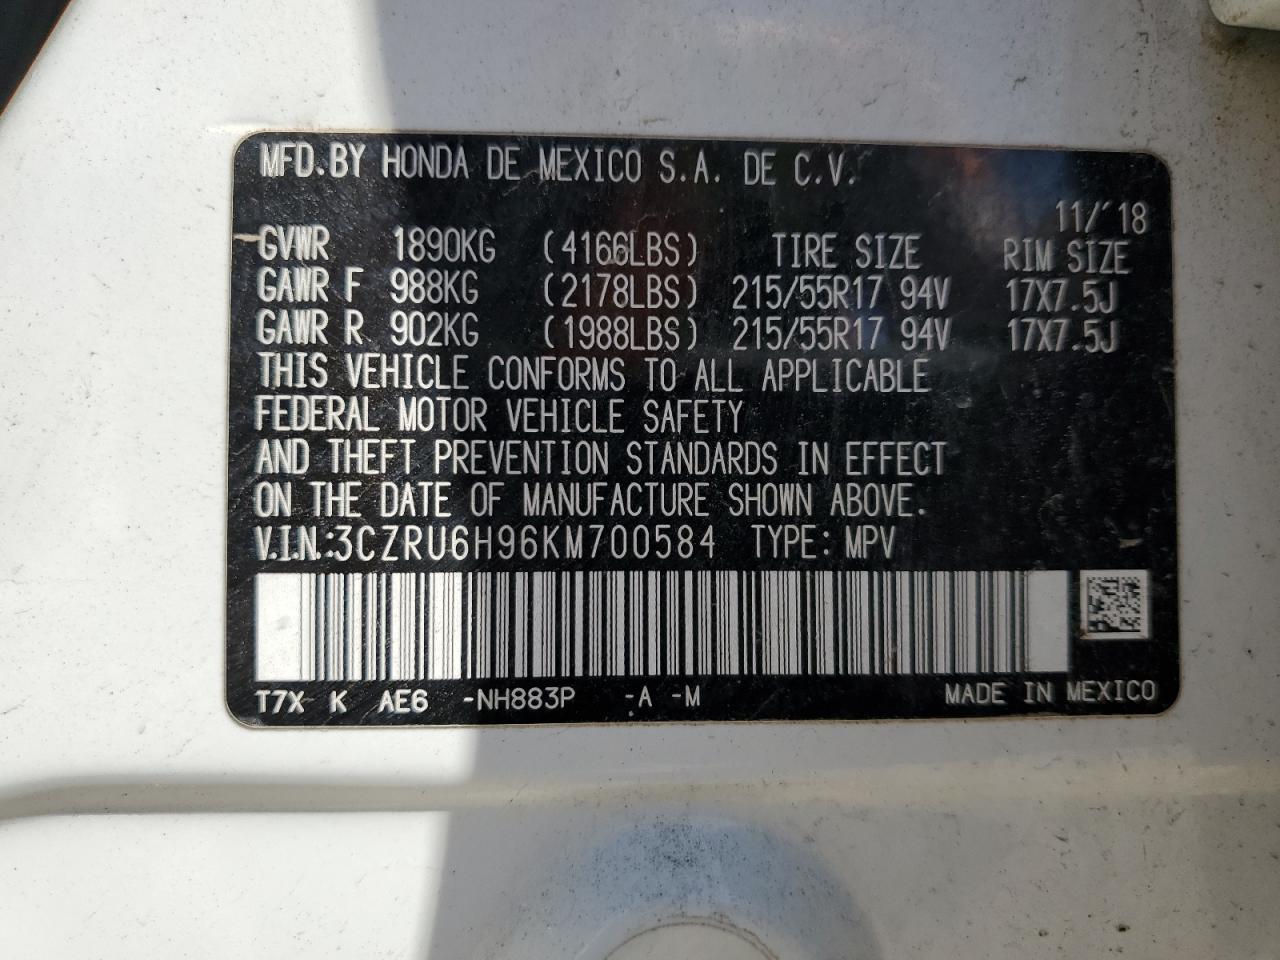 MFD.BY HONDA DE MEXICO S.A. DE C.V.
11/'18
GVWR 1890KG (4166LBS) TIRE SIZE RIM SIZE
GAWR F 988KG (2178LBS) 215/55R17 94V 17X7.5J
GAWR R 902KG (1988LBS) 215/55R17 94V 17X7.5J
THIS VEHICLE CONFORMS TO ALL APPLICABLE
FEDERAL MOTOR VEHICLE SAFETY
AND THEFT PREVENTION STANDARDS IN EFFECT
ON THE DATE OF MANUFACTURE SHOWN ABOVE.
V.I.N.:3CZRU6H96KM700584 TYPE: MPV
T7X- K AE6 -NH883P -A -M MADE IN MEXICO